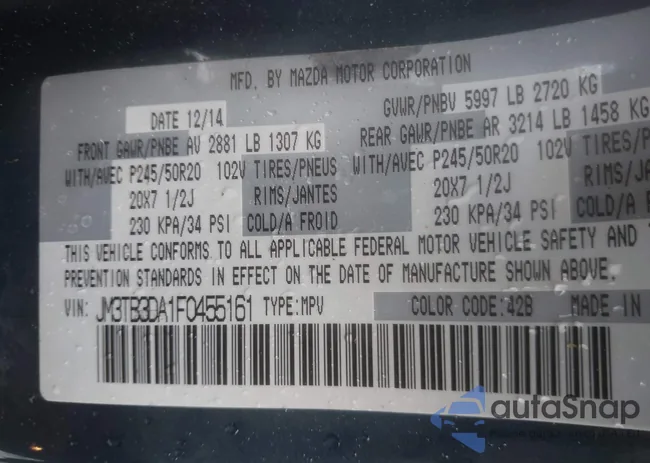 MFD. BY MAZDA MOTOR CORPORATION
DATE 12/14 GVWR/PNBV 5997 LB 2720 KG
FRONT GAWR/PNBE AV 2881 LB 1307 KG REAR GAWR/PNBE AR 3214 LB 1458 KG
WITH/AVEC P245/50R20 102V TIRES/PNEUS WITH/AVEC P245/50R20 102V TIRES/PN
20X7 1/2J RIMS/JANTES 20X7 1/2J RIMS/JA
230 KPA/34 PSI COLD/A FROID 230 KPA/34 PSI COLD/A
THIS VEHICLE CONFORMS TO ALL APPLICABLE FEDERAL MOTOR VEHICLE SAFETY AND
PREVENTION STANDARDS IN EFFECT ON THE DATE OF MANUFACTURE SHOWN ABOVE.
VIN: JM3TB3DA1F0455161 TYPE:MPV COLOR CODE:42B MADE IN
autoSnap